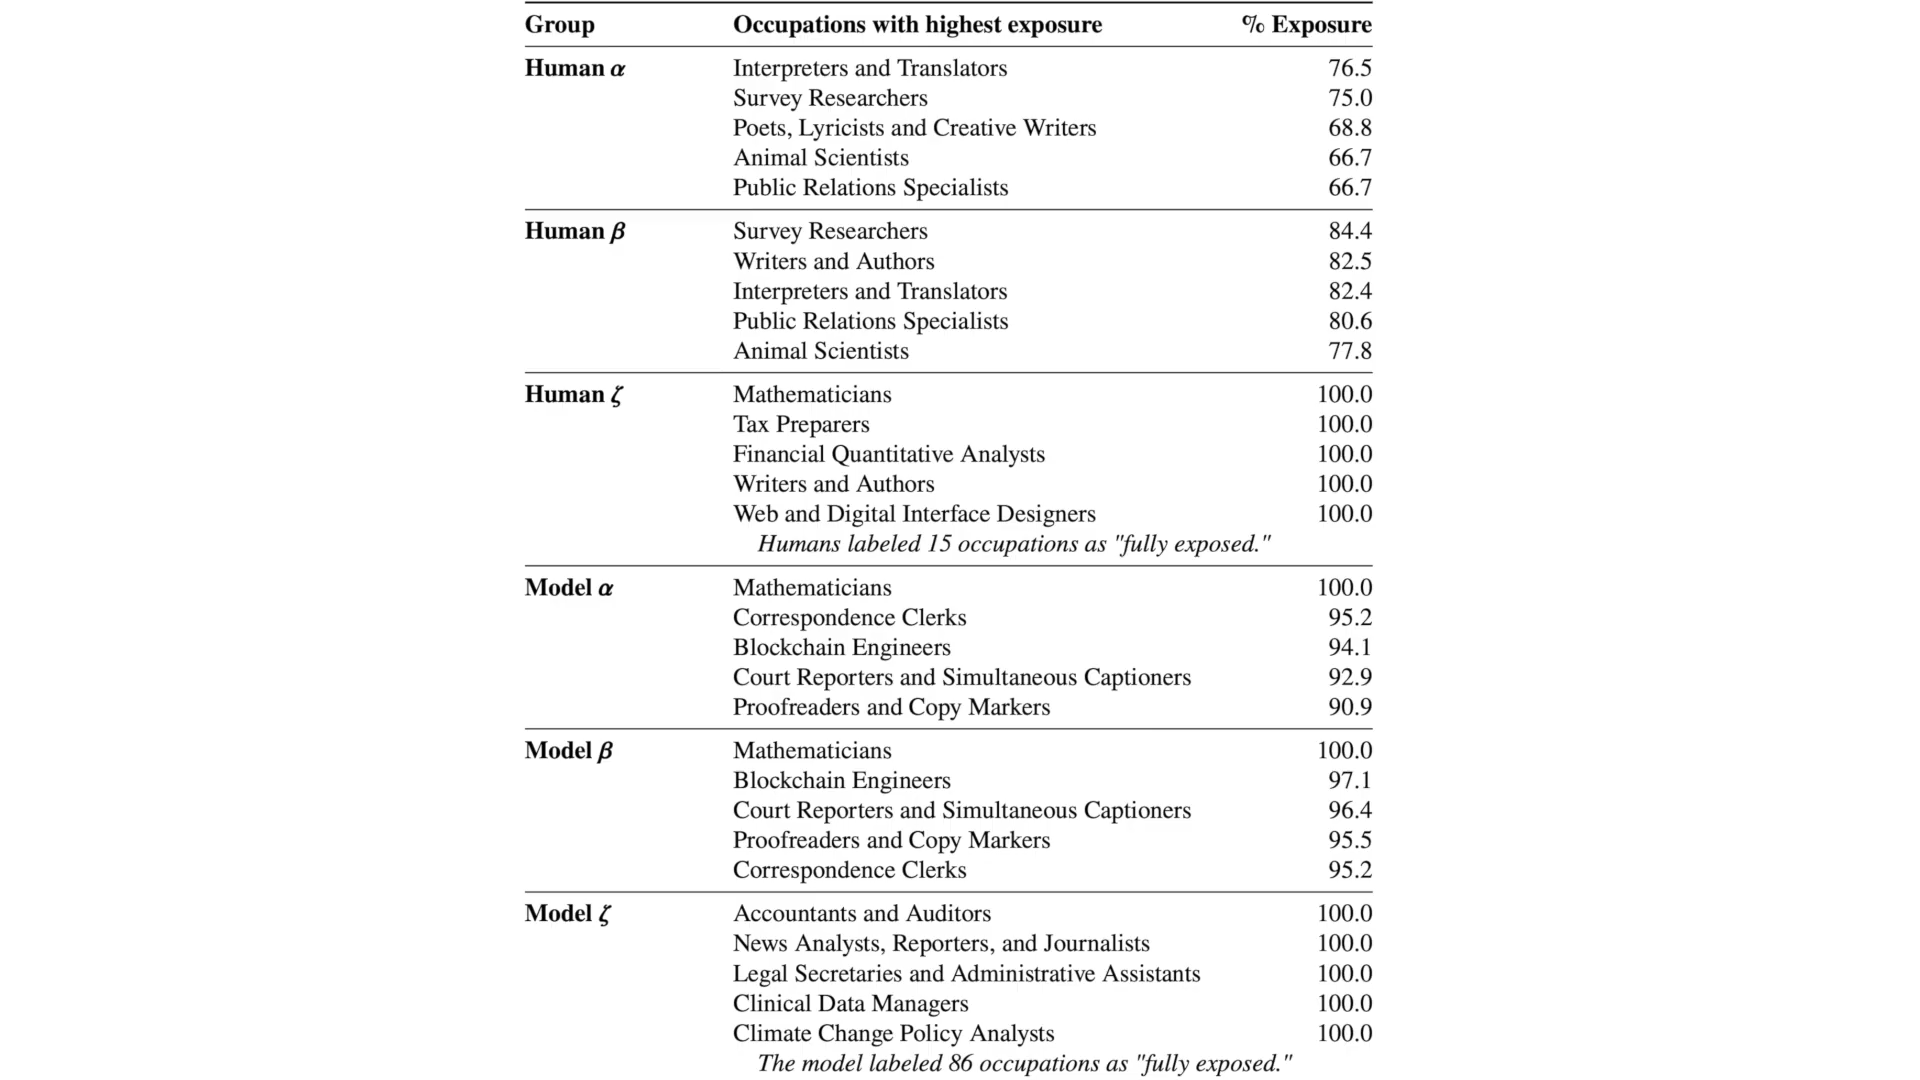 Group Occupations with highest exposure % Exposure
Human α Interpreters and Translators 76.5
Survey Researchers 75.0
Poets, Lyricists and Creative Writers 68.8
Animal Scientists 66.7
Public Relations Specialists 66.7
Human β Survey Researchers 84.4
Writers and Authors 82.5
Interpreters and Translators 82.4
Public Relations Specialists 80.6
Animal Scientists 77.8
Human ζ Mathematicians 100.0
Tax Preparers 100.0
Financial Quantitative Analysts 100.0
Writers and Authors 100.0
Web and Digital Interface Designers 100.0
Humans labeled 15 occupations as "fully exposed."
Model α Mathematicians 100.0
Correspondence Clerks 95.2
Blockchain Engineers 94.1
Court Reporters and Simultaneous Captioners 92.9
Proofreaders and Copy Markers 90.9
Model β Mathematicians 100.0
Blockchain Engineers 97.1
Court Reporters and Simultaneous Captioners 96.4
Proofreaders and Copy Markers 95.5
Correspondence Clerks 95.2
Model ζ Accountants and Auditors 100.0
News Analysts, Reporters, and Journalists 100.0
Legal Secretaries and Administrative Assistants 100.0
Clinical Data Managers 100.0
Climate Change Policy Analysts 100.0
The model labeled 86 occupations as "fully exposed."